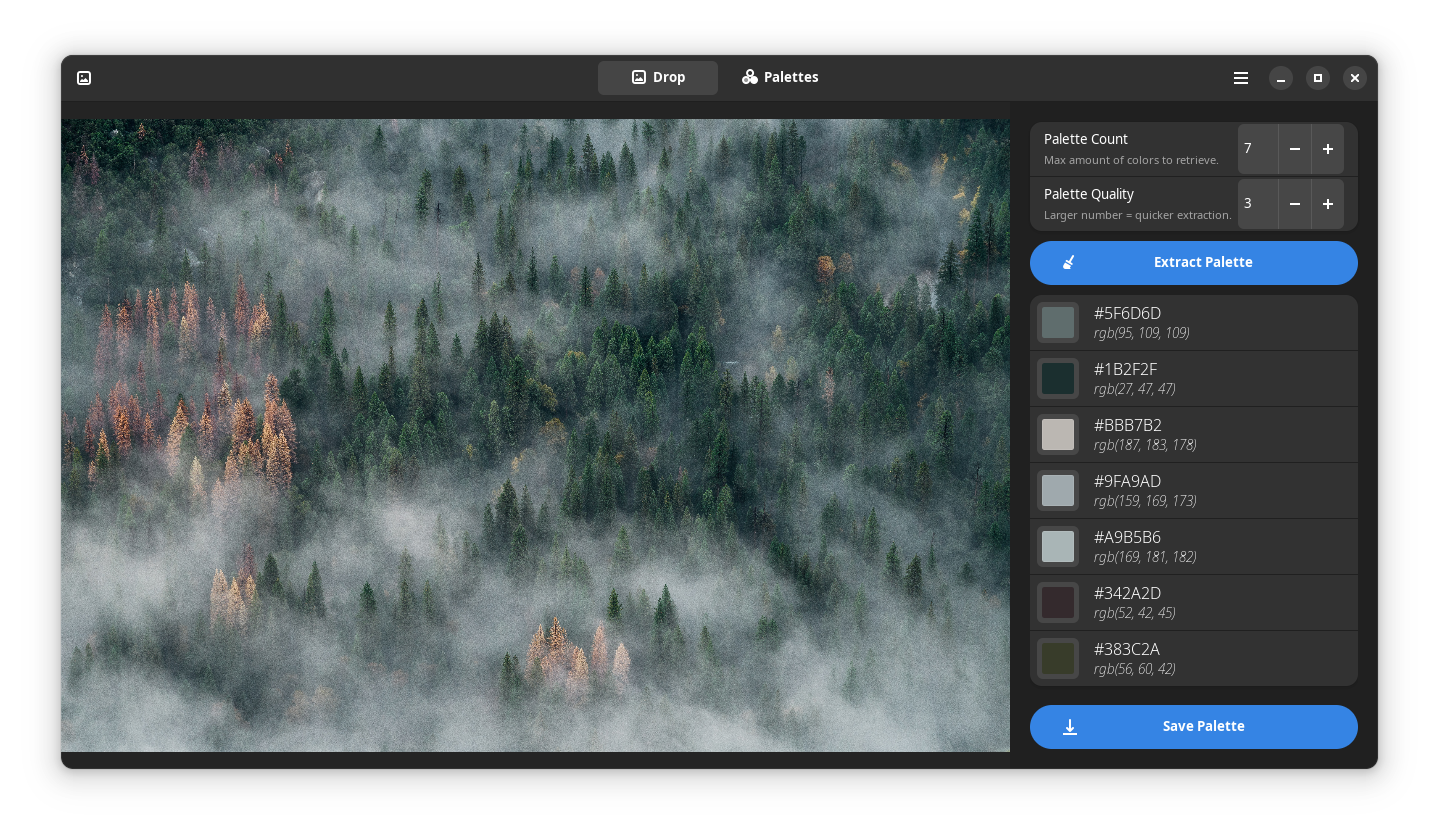 Drop
Palettes
Palette Count
Max amount of colors to retrieve.
7
Palette Quality
Larger number = quicker extraction.
3
Extract Palette
#5F6D6D
rgb(95, 109, 109)
#1B2F2F
rgb(27, 47, 47)
#BBB7B2
rgb(187, 183, 178)
#9FA9AD
rgb(159, 169, 173)
#A9B5B6
rgb(169, 181, 182)
#342A2D
rgb(52, 42, 45)
#383C2A
rgb(56, 60, 42)
Save Palette